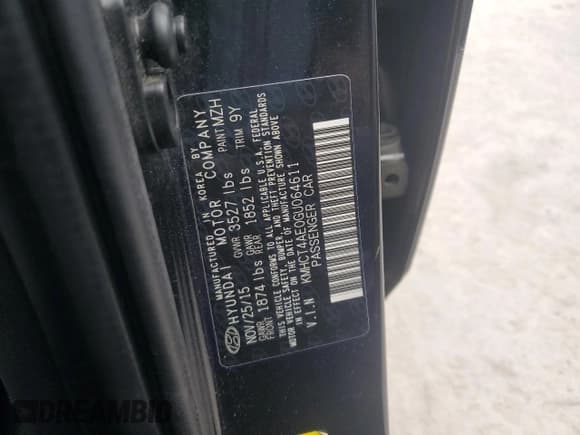 MANUFACTURED IN KOREA BY
HYUNDAI MOTOR COMPANY
NOV/25/15 GVWR 3527 lbs PAINT MZH
GAWR FRONT 1874 lbs GAWR REAR 1852 lbs TRIM 9Y
THIS VEHICLE CONFORMS TO ALL APPLICABLE U.S.A. FEDERAL
MOTOR VEHICLE SAFETY, BUMPER, AND THEFT PREVENTION STANDARDS
IN EFFECT ON THE DATE OF MANUFACTURE SHOWN ABOVE
V.I.N KMHCT4AE0GU064611
PASSENGER CAR
DREAMBID